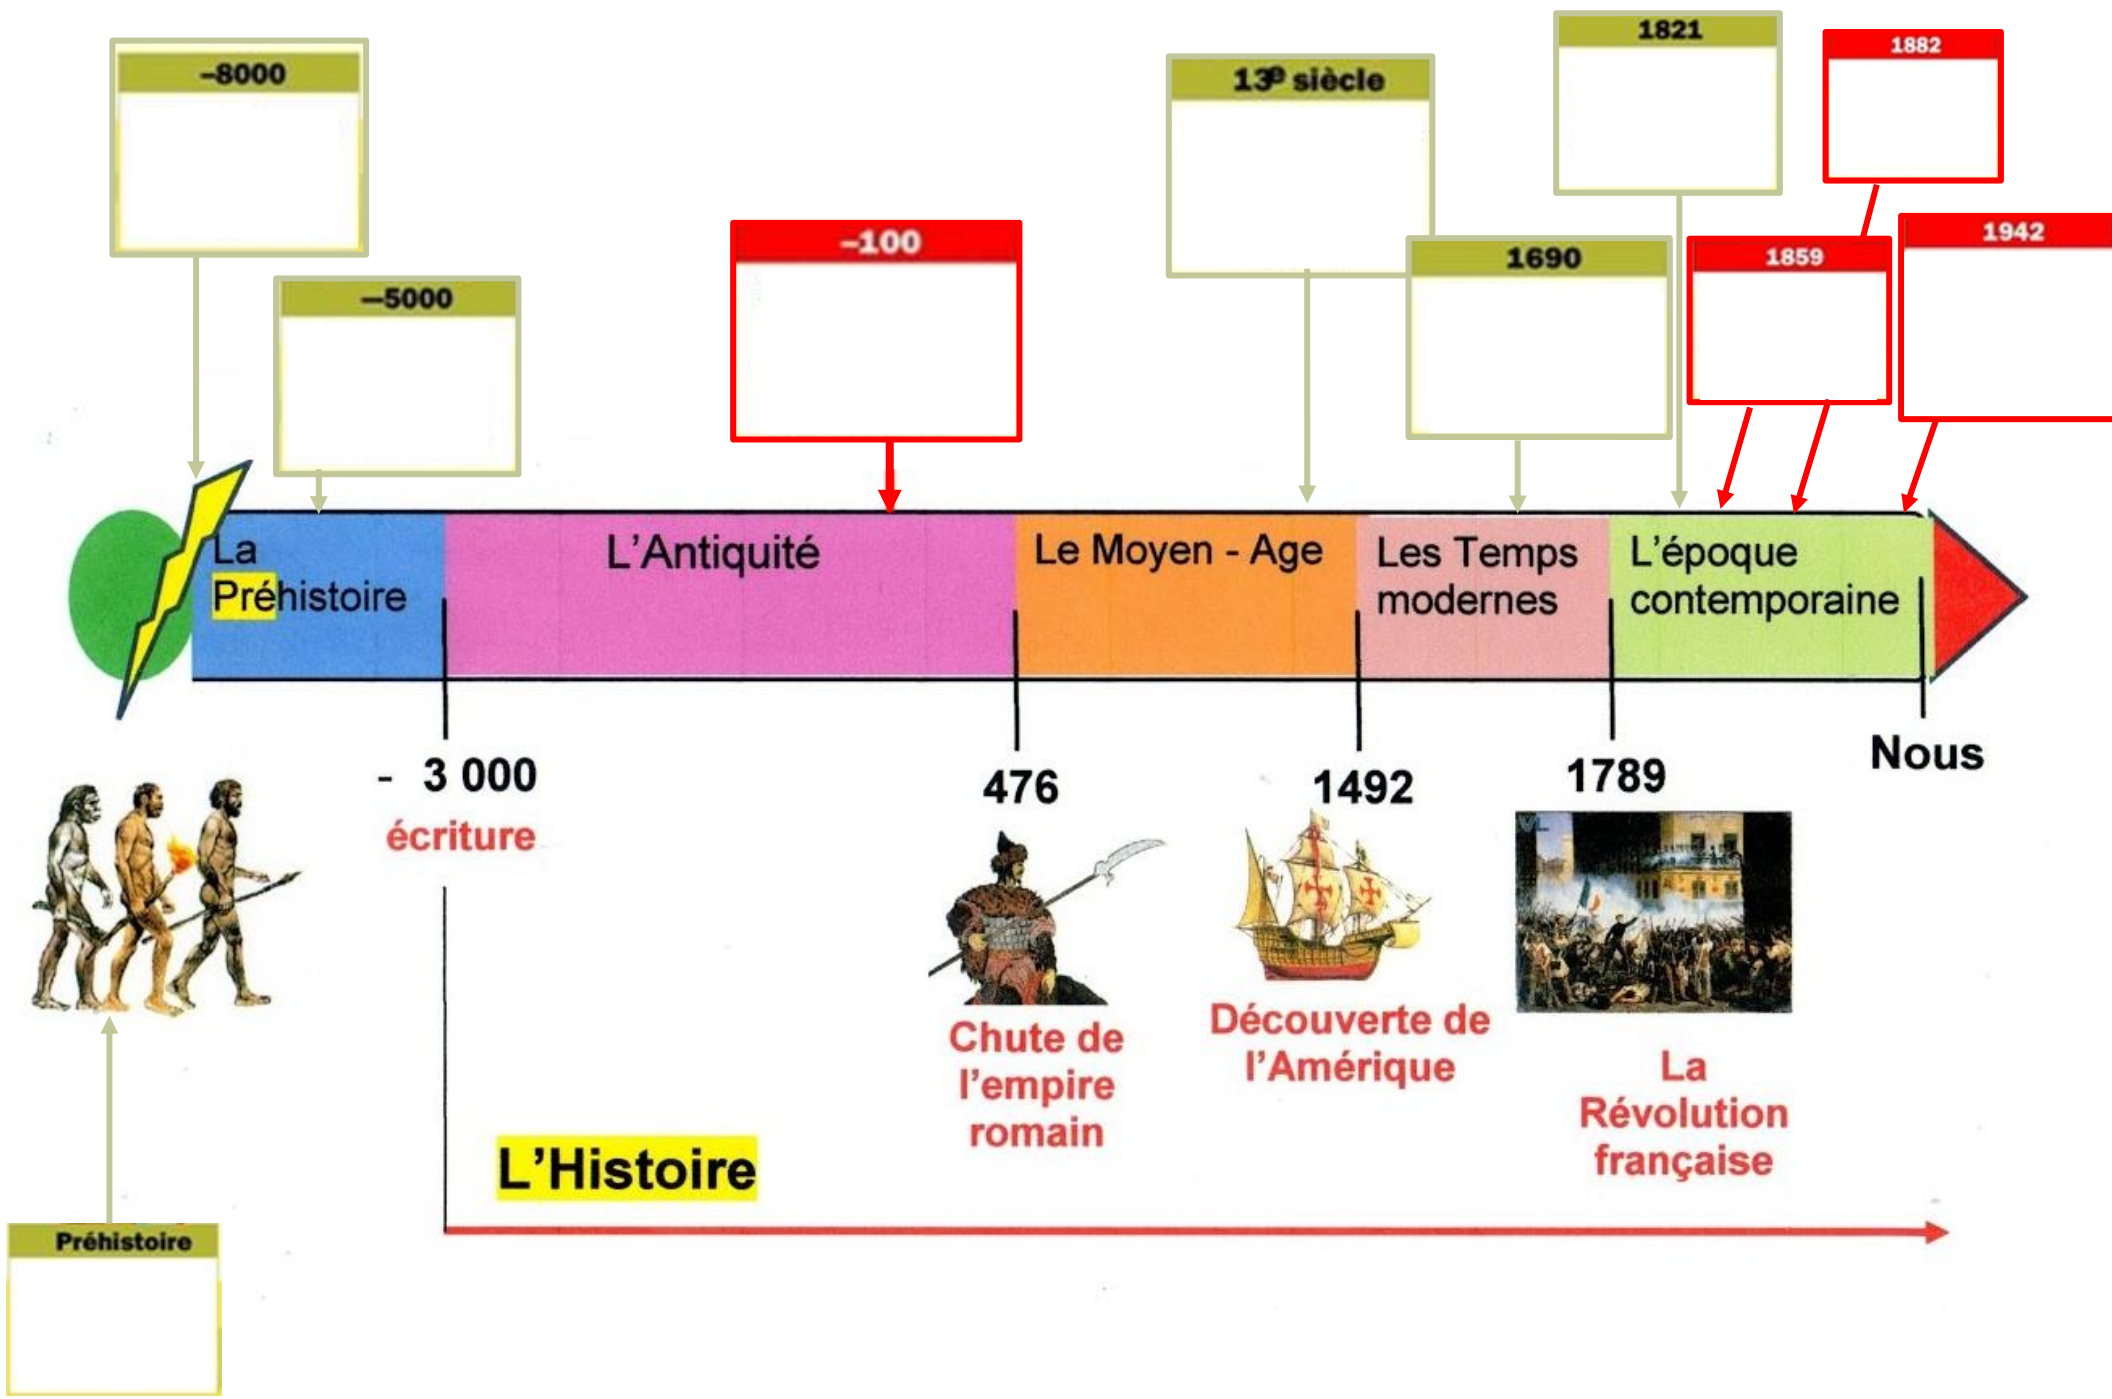 –8000
—5000
–100
13e siècle
1690
1821
1859
1882
1942
La
Préhistoire
L'Antiquité
Le Moyen - Age
Les Temps
modernes
L'époque
contemporaine
- 3 000
écriture
476
1492
1789
Nous
Chute de
l'empire
romain
Découverte de
l'Amérique
La
Révolution
française
L'Histoire
Préhistoire